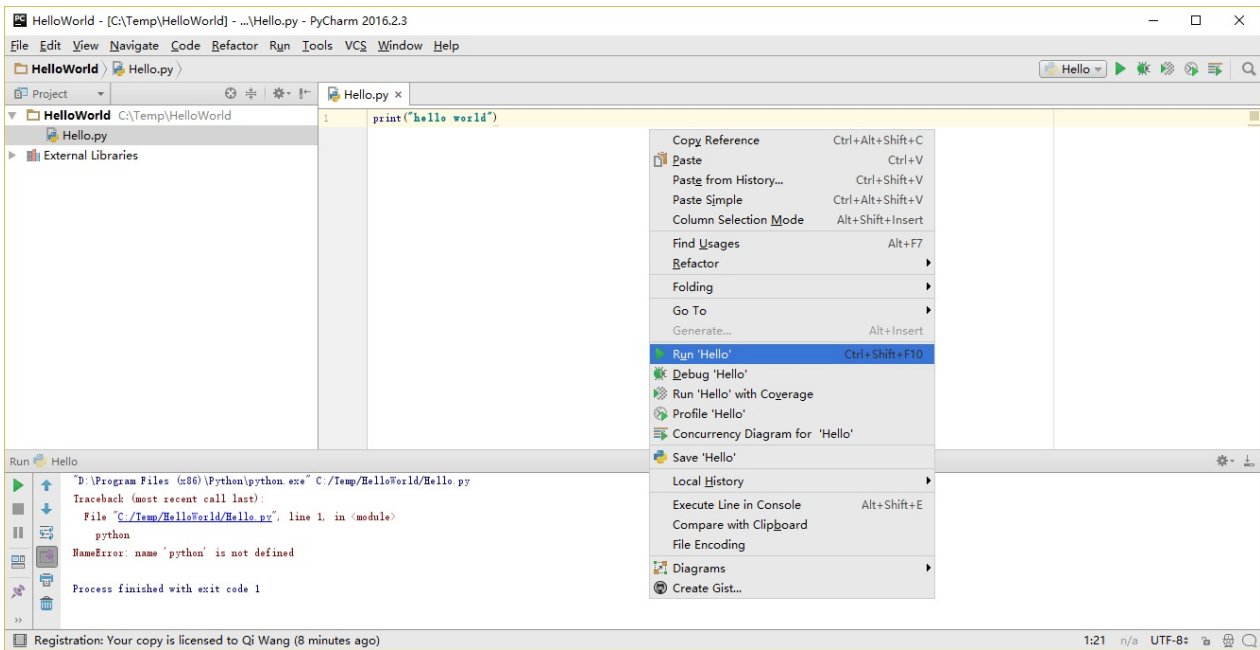 HelloWorld - [C:\Temp\HelloWorld] - ...\Hello.py - PyCharm 2016.2.3
File Edit View Navigate Code Refactor Run Tools VCS Window Help
HelloWorld Hello.py Hello
Project Hello.py ×
HelloWorld C:\Temp\HelloWorld
Hello.py
External Libraries
1 print("hello world")
Copy Reference Ctrl+Alt+Shift+C
Paste Ctrl+V
Paste from History... Ctrl+Shift+V
Paste Simple Ctrl+Alt+Shift+V
Column Selection Mode Alt+Shift+Insert
Find Usages Alt+F7
Refactor
Folding
Go To
Generate... Alt+Insert
Run 'Hello' Ctrl+Shift+F10
Debug 'Hello'
Run 'Hello' with Coverage
Profile 'Hello'
Concurrency Diagram for 'Hello'
Save 'Hello'
Local History
Execute Line in Console Alt+Shift+E
Compare with Clipboard
File Encoding
Diagrams
Create Gist...
Run Hello
"D:\Program Files (x86)\Python\python.exe" C:/Temp/HelloWorld/Hello.py
Traceback (most recent call last):
File "C:/Temp/HelloWorld/Hello.py", line 1, in <module>
python
NameError: name 'python' is not defined
Process finished with exit code 1
Registration: Your copy is licensed to Qi Wang (8 minutes ago) 1:21 n/a UTF-8